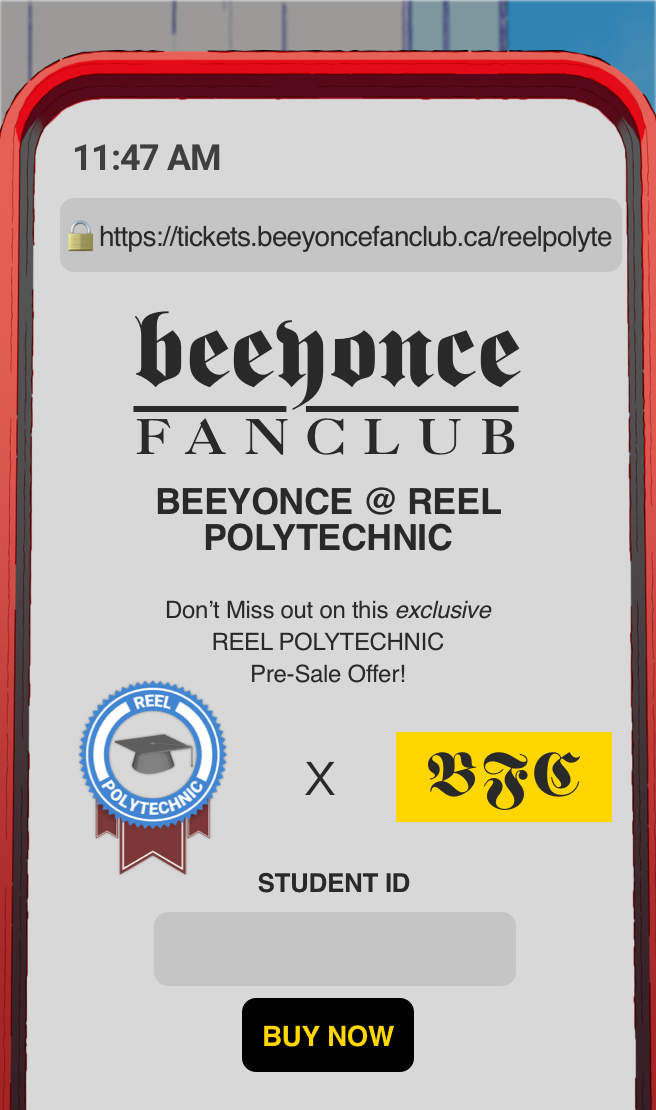 11:47 AM
https://tickets.beeyoncefanclub.ca/reelpolyte
beeyonce
FANCLUB
BEEYONCE @ REEL
POLYTECHNIC
Don't Miss out on this exclusive
REEL POLYTECHNIC
Pre-Sale Offer!
REEL
POLYTECHNIC
X
BFC
STUDENT ID
BUY NOW